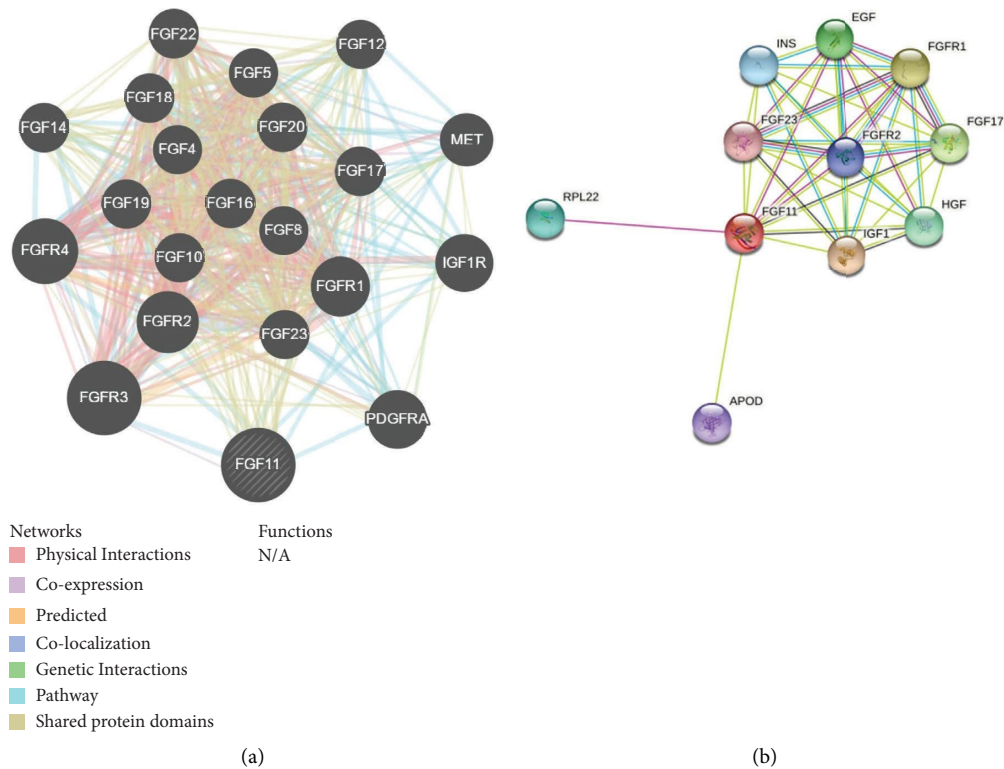 FGF22
FGF12
FGF5
FGF18
FGF14
FGF20
MET
FGF4
FGF17
FGF19
FGF16
FGF8
FGFR4
FGF10
IGF1R
FGFR1
FGFR2
FGF23
FGFR3
PDGFRA
FGF11
Networks
Physical Interactions
Co-expression
Predicted
Co-localization
Genetic Interactions
Pathway
Shared protein domains
Functions
N/A
(a)
EGF
INS
FGFR1
FGF23
FGFR2
FGF17
RPL22
FGF11
IGF1
HGF
APOD
(b)